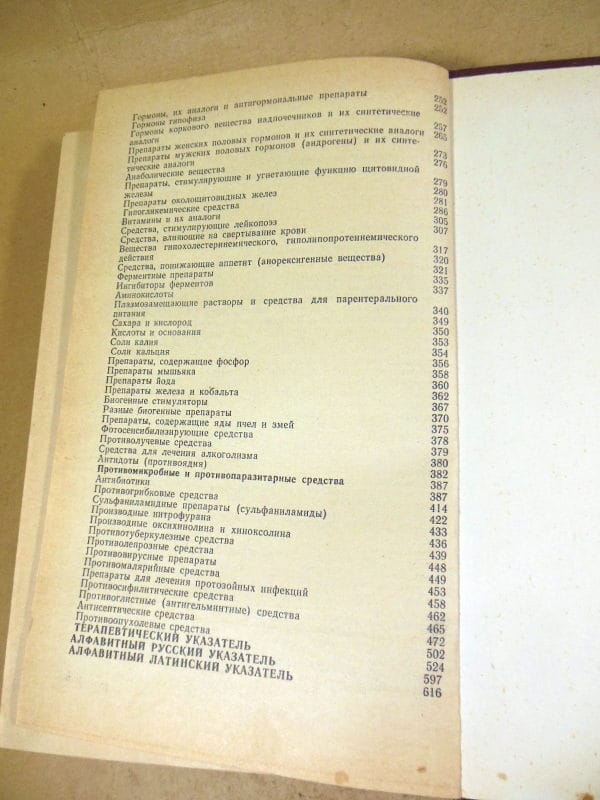 Гормоны, их аналоги и антигормональные препараты 252
Гормоны гипофиза 252
Гормоны коркового вещества надпочечников и их синтетические
аналоги 257
Препараты женских половых гормонов и их синтетические аналоги 265
Препараты мужских половых гормонов (андрогены) и их синте-
тические аналоги 273
Анаболические вещества 276
Препараты, стимулирующие и угнетающие функцию щитовидной
железы 279
Препараты околощитовидных желез 280
Гипогликемические средства 281
Витамины и их аналоги 286
Средства, стимулирующие лейкопоэз 305
Средства, влияющие на свертывание крови 307
Вещества гипохолестеринемического, гиполипопротеинемического
действия 317
Средства, понижающие аппетит (анорексигенные вещества) 320
Ферментные препараты 321
Ингибиторы ферментов 335
Аминокислоты 337
Плазмозамещающие растворы и средства для парентерального
питания 340
Сахара и кислород 349
Кислоты и основания 350
Соли калия 353
Соли кальция 354
Препараты, содержащие фосфор 356
Препараты мышьяка 358
Препараты йода 360
Препараты железа и кобальта 362
Биогенные стимуляторы 367
Разные биогенные препараты 370
Препараты, содержащие яды пчел и змей 375
Фотосенсибилизирующие средства 378
Противолучевые средства 379
Средства для лечения алкоголизма 380
Антидоты (противоядия) 382
Противомикробные и противопаразитарные средства 387
Антибиотики 387
Противогрибковые средства 414
Сульфаниламидные препараты (сульфаниламиды) 422
Производные нитрофурана 433
Производные оксихинолина и хиноксолина 436
Противотуберкулезные средства 439
Противолепрозные средства 448
Противовирусные препараты 449
Противомалярийные средства 453
Препараты для лечения протозойных инфекций 458
Противосифилитические средства 462
Противоглистные (антигельминтные) средства 465
Антисептические средства 472
Противоопухолевые средства 502
ТЕРАПЕВТИЧЕСКИЙ УКАЗАТЕЛЬ 524
АЛФАВИТНЫЙ РУССКИЙ УКАЗАТЕЛЬ 597
АЛФАВИТНЫЙ ЛАТИНСКИЙ УКАЗАТЕЛЬ 616